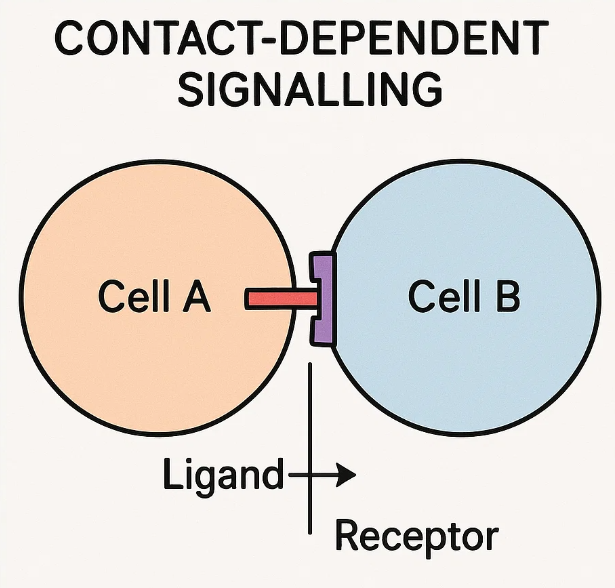 CONTACT-DEPENDENT
SIGNALLING
Cell A
Cell B
Ligand
Receptor